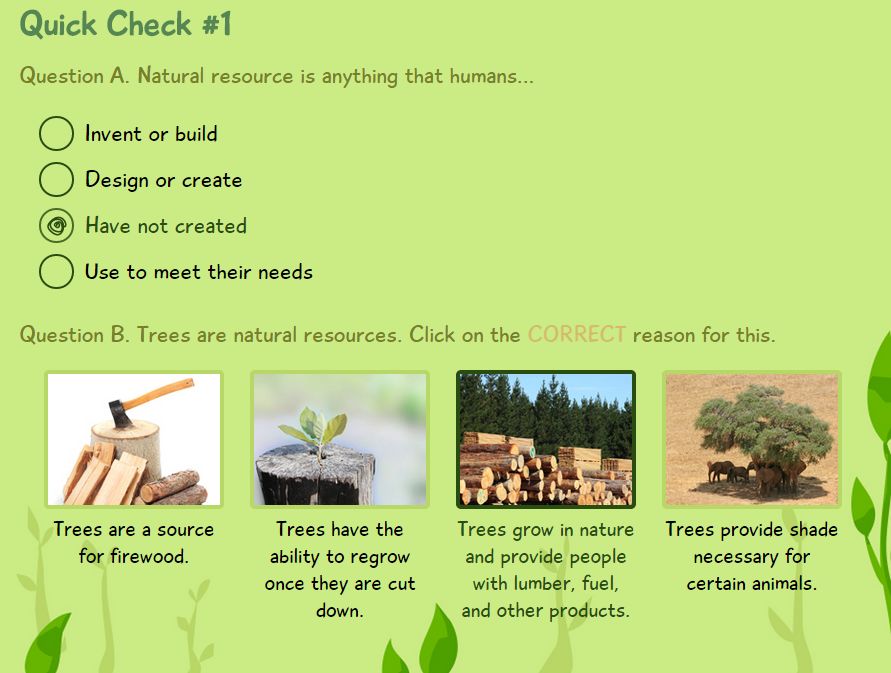 Quick Check #1
Question A. Natural resource is anything that humans...
Invent or build
Design or create
Have not created
Use to meet their needs
Question B. Trees are natural resources. Click on the CORRECT reason for this.
Trees are a source
for firewood.
Trees have the
ability to regrow
once they are cut
down.
Trees grow in nature
and provide people
with lumber, fuel,
and other products.
Trees provide shade
necessary for
certain animals.